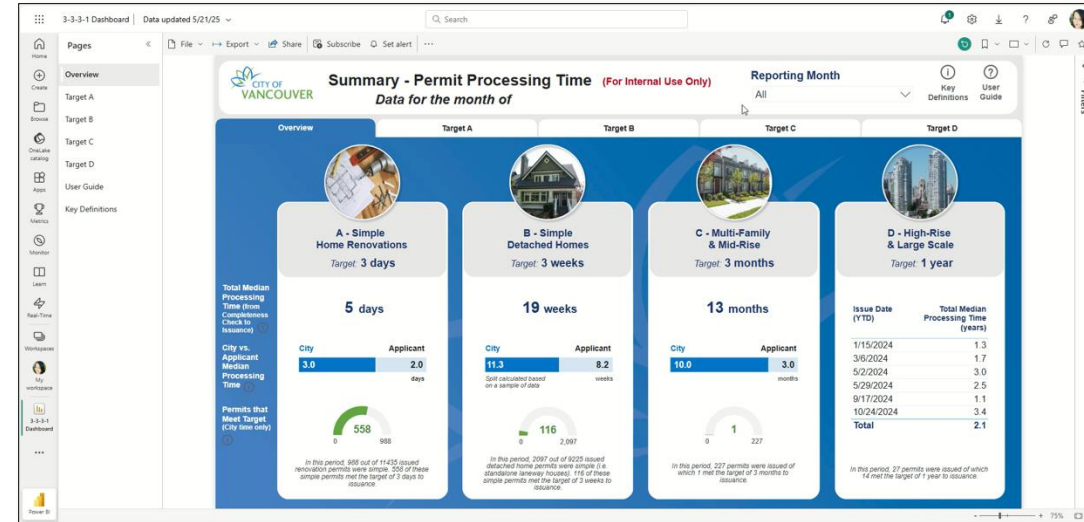 3-3-3-1 Dashboard
Data updated 5/21/25
Search
Home
Create
Browse
OneLake catalog
Apps
Metrics
Monitor
Learn
Real-Time
Workspaces
My workspace
3-3-3-1 Dashboard
Power BI
Pages
Overview
Target A
Target B
Target C
Target D
User Guide
Key Definitions
File
Export
Share
Subscribe
Set alert
Filters
CITY OF
VANCOUVER
Summary - Permit Processing Time (For Internal Use Only)
Data for the month of
Reporting Month
All
Key
Definitions
User
Guide
Overview
Target A
Target B
Target C
Target D
A - Simple
Home Renovations
Target: 3 days
B - Simple
Detached Homes
Target: 3 weeks
C - Multi-Family
& Mid-Rise
Target: 3 months
D - High-Rise
& Large Scale
Target: 1 year
Total Median
Processing
Time (from
Completeness
Check to
Issuance)
5 days
19 weeks
13 months
City vs.
Applicant
Median
Processing
Time
City Applicant
3.0 2.0
days
City Applicant
11.3 8.2
Split calculated based
on a sample of data
weeks
City Applicant
10.0 3.0
months
Permits that
Meet Target
(City time only)
558
0 988
In this period, 988 out of 11435 issued
renovation permits were simple. 558 of these
simple permits met the target of 3 days to
issuance.
116
0 2,097
In this period, 2097 out of 9225 issued
detached home permits were simple (i.e.
standalone laneway houses). 116 of these
simple permits met the target of 3 weeks to
issuance.
1
0 227
In this period, 227 permits were issued of
which 1 met the target of 3 months to
issuance.
Issue Date
(YTD)
Total Median
Processing Time
(years)
1/15/2024 1.3
3/6/2024 1.7
5/2/2024 3.0
5/29/2024 2.5
9/17/2024 1.1
10/24/2024 3.4
Total 2.1
In this period, 27 permits were issued of which
14 met the target of 1 year to issuance.
75%